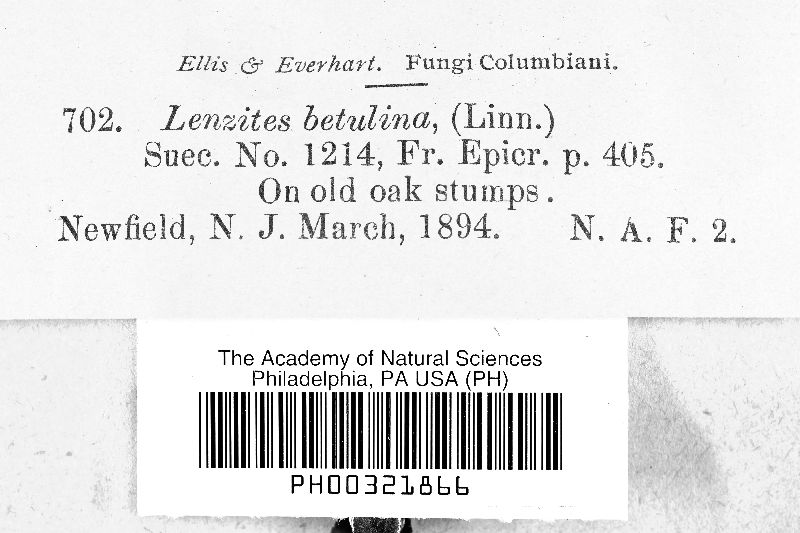 Ellis & Everhart. Fungi Columbiani.
702. Lenzites betulina, (Linn.)
Suec. No. 1214, Fr. Epicr. p. 405.
On old oak stumps.
Newfield, N. J. March, 1894. N. A. F. 2.
The Academy of Natural Sciences
Philadelphia, PA USA (PH)
PH00321866